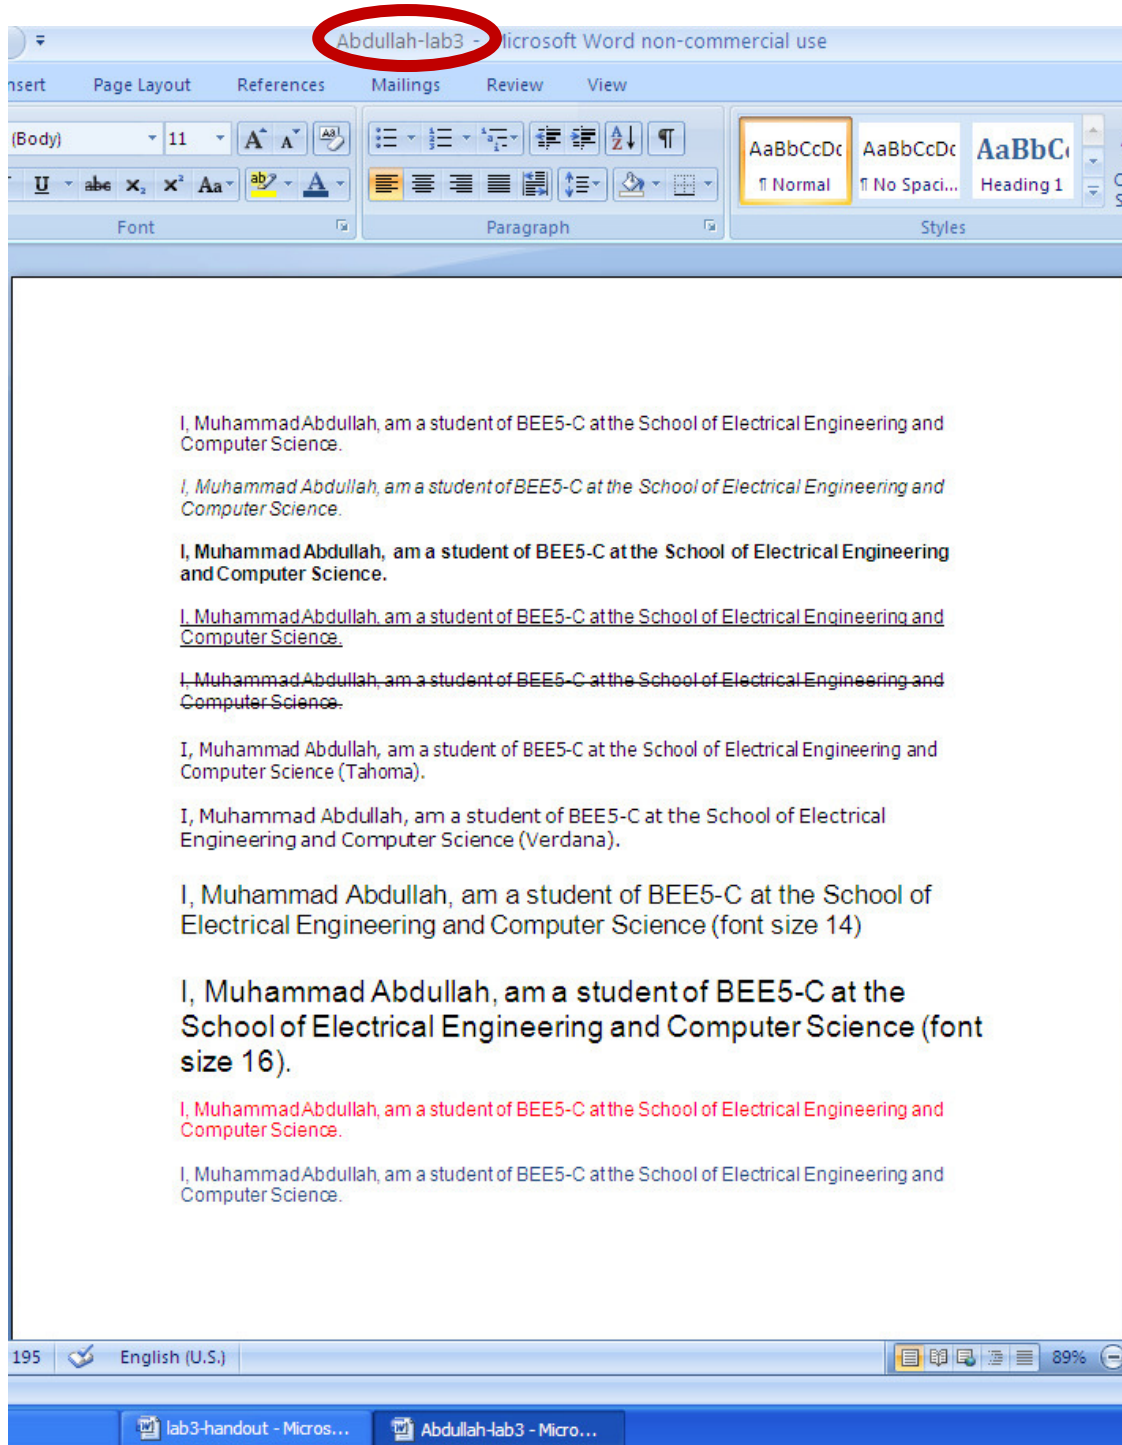 Abdullah-lab3 - Microsoft Word non-commercial use
Page Layout References Mailings Review View
(Body) 11
AaBbCcDc AaBbCcDc AaBbC
U abc x₂ x² Aa ab A
¶ Normal ¶ No Spaci... Heading 1
Font Paragraph Styles
I, Muhammad Abdullah, am a student of BEE5-C at the School of Electrical Engineering and
Computer Science.
I, Muhammad Abdullah, am a student of BEE5-C at the School of Electrical Engineering and
Computer Science.
I, Muhammad Abdullah, am a student of BEE5-C at the School of Electrical Engineering
and Computer Science.
I, Muhammad Abdullah, am a student of BEE5-C at the School of Electrical Engineering and
Computer Science.
I, Muhammad Abdullah, am a student of BEE5-C at the School of Electrical Engineering and
Computer Science.
I, Muhammad Abdullah, am a student of BEE5-C at the School of Electrical Engineering and
Computer Science (Tahoma).
I, Muhammad Abdullah, am a student of BEE5-C at the School of Electrical
Engineering and Computer Science (Verdana).
I, Muhammad Abdullah, am a student of BEE5-C at the School of
Electrical Engineering and Computer Science (font size 14)
I, Muhammad Abdullah, am a student of BEE5-C at the
School of Electrical Engineering and Computer Science (font
size 16).
I, Muhammad Abdullah, am a student of BEE5-C at the School of Electrical Engineering and
Computer Science.
I, Muhammad Abdullah, am a student of BEE5-C at the School of Electrical Engineering and
Computer Science.
195 English (U.S.) 89%
lab3-handout - Micros... Abdullah-lab3 - Micro...